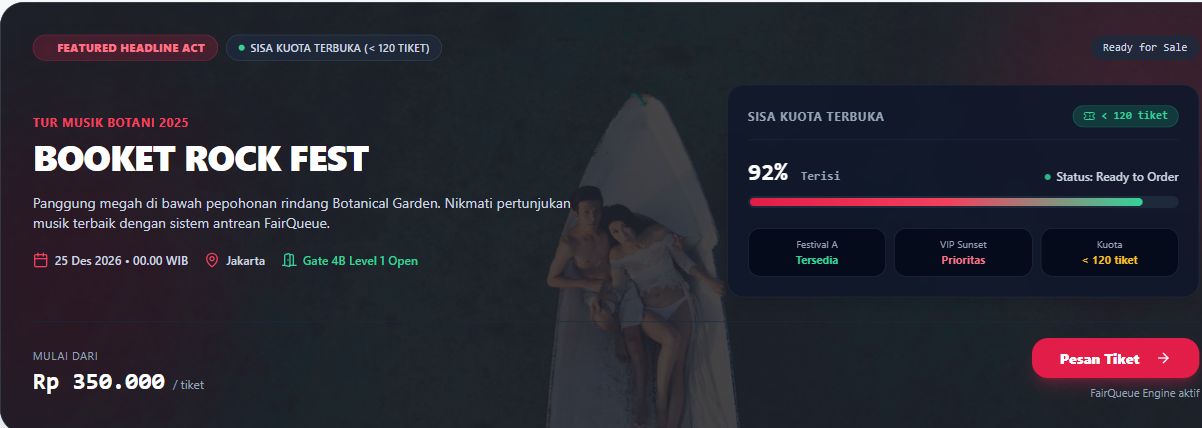 FEATURED HEADLINE ACT
SISA KUOTA TERBUKA (< 120 TIKET)
Ready for Sale
TUR MUSIK BOTANI 2025
BOOKET ROCK FEST
Panggung megah di bawah pepohonan rindang Botanical Garden. Nikmati pertunjukan
musik terbaik dengan sistem antrean FairQueue.
25 Des 2026 • 00.00 WIB
Jakarta
Gate 4B Level 1 Open
SISA KUOTA TERBUKA
< 120 tiket
92% Terisi
Status: Ready to Order
Festival A
Tersedia
VIP Sunset
Prioritas
Kuota
< 120 tiket
MULAI DARI
Rp 350.000 / tiket
Pesan Tiket
FairQueue Engine aktif